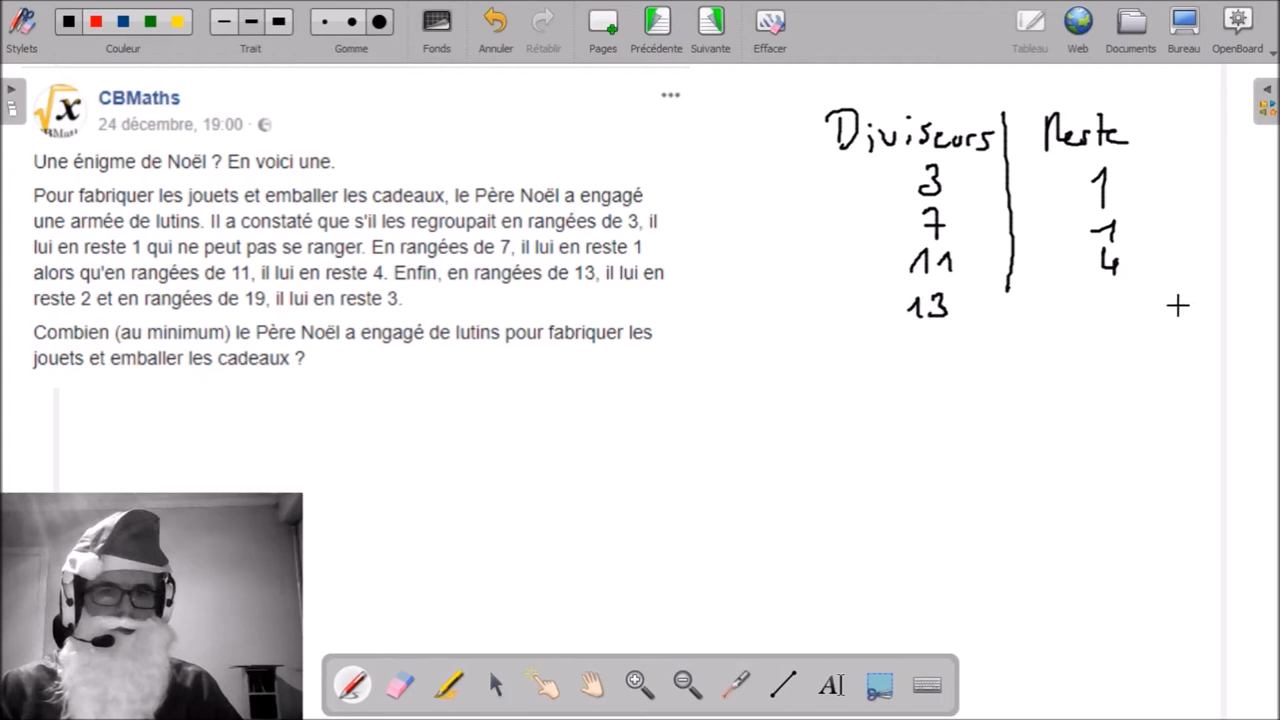 Stylets
Couleur
Trait
Gomme
Fonds
Annuler
Rétablir
Pages
Précédente
Suivante
Effacer
Tableau
Web
Documents
Bureau
OpenBoard
CBMaths
24 décembre, 19:00 ·
Une énigme de Noël ? En voici une.
Pour fabriquer les jouets et emballer les cadeaux, le Père Noël a engagé
une armée de lutins. Il a constaté que s'il les regroupait en rangées de 3, il
lui en reste 1 qui ne peut pas se ranger. En rangées de 7, il lui en reste 1
alors qu'en rangées de 11, il lui en reste 4. Enfin, en rangées de 13, il lui en
reste 2 et en rangées de 19, il lui en reste 3.
Combien (au minimum) le Père Noël a engagé de lutins pour fabriquer les
jouets et emballer les cadeaux ?
Diviseurs Reste
3 1
7 1
11 4
13